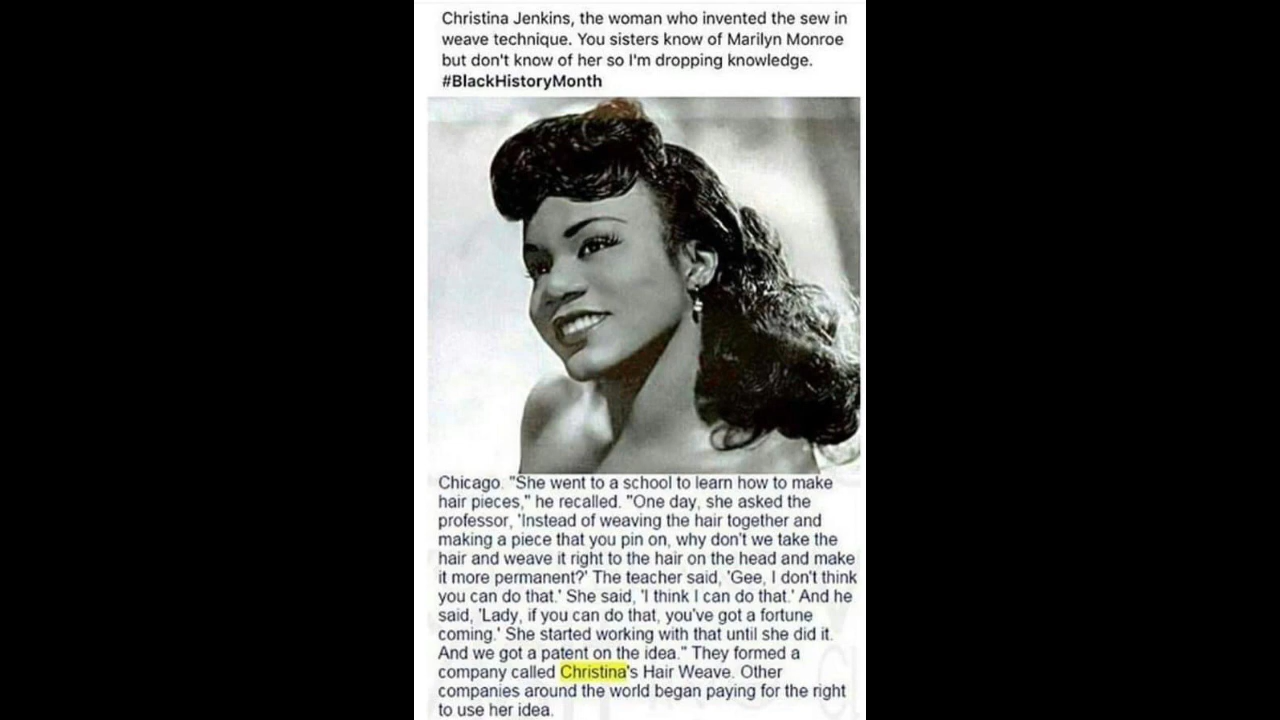 Christina Jenkins, the woman who invented the sew in
weave technique. You sisters know of Marilyn Monroe
but don't know of her so I'm dropping knowledge.
#BlackHistoryMonth
Chicago. "She went to a school to learn how to make
hair pieces," he recalled. "One day, she asked the
professor, 'Instead of weaving the hair together and
making a piece that you pin on, why don't we take the
hair and weave it right to the hair on the head and make
it more permanent?' The teacher said, 'Gee, I don't think
you can do that.' She said, 'I think I can do that.' And he
said, 'Lady, if you can do that, you've got a fortune
coming.' She started working with that until she did it.
And we got a patent on the idea." They formed a
company called Christina's Hair Weave. Other
companies around the world began paying for the right
to use her idea.